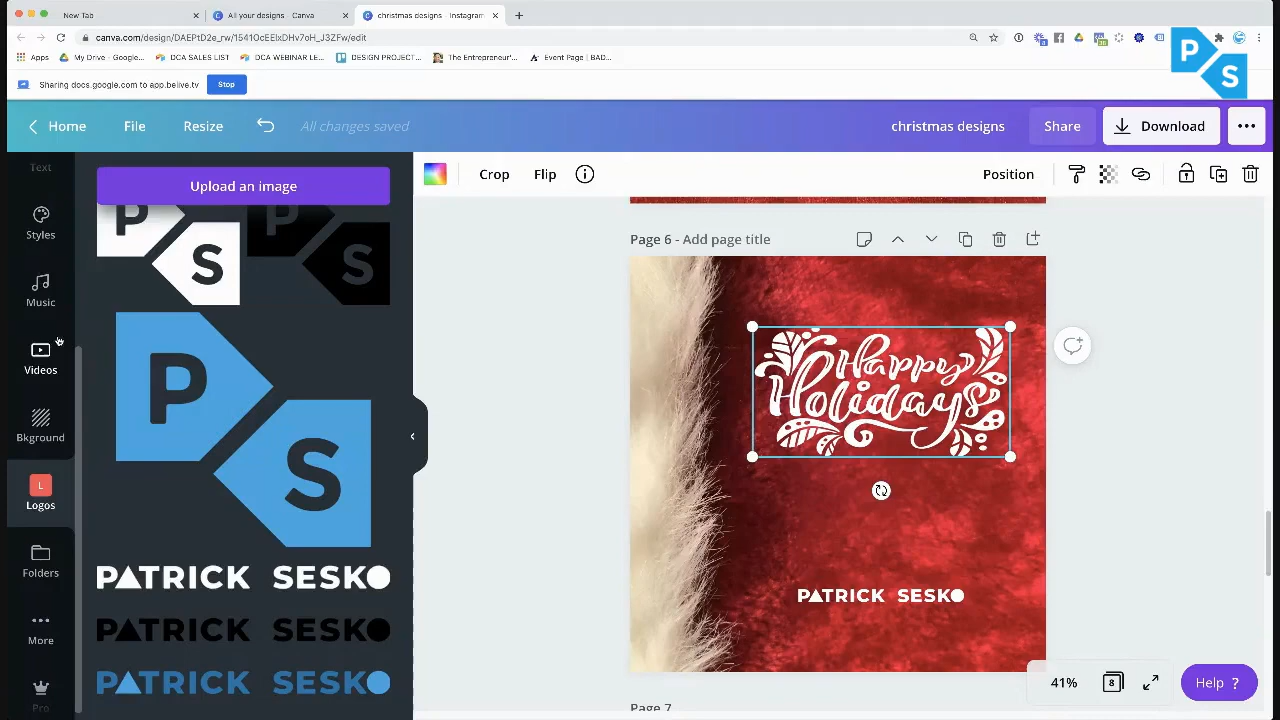 New Tab
All your designs - Canva
christmas designs - Instagram
canva.com/design/DAEPtD2e_rw/1541OcEElxDHv7oH_J3ZFw/edit
Apps
My Drive - Google...
DCA SALES LIST
DCA WEBINAR LE...
DESIGN PROJECT...
The Entrepreneur'...
Event Page | BAD...
P S
Sharing docs.google.com to app.belive.tv
Stop
Home
File
Resize
All changes saved
christmas designs
Share
Download
Text
Upload an image
Crop
Flip
Position
Styles
Music
Videos
Bkground
L
Logos
Folders
More
Pro
P S
P S
P
S
PATRICK SESKO
PATRICK SESKO
PATRICK SESKO
Page 6 - Add page title
Happy
Holidays
PATRICK SESKO
Page 7
41%
8
Help ?